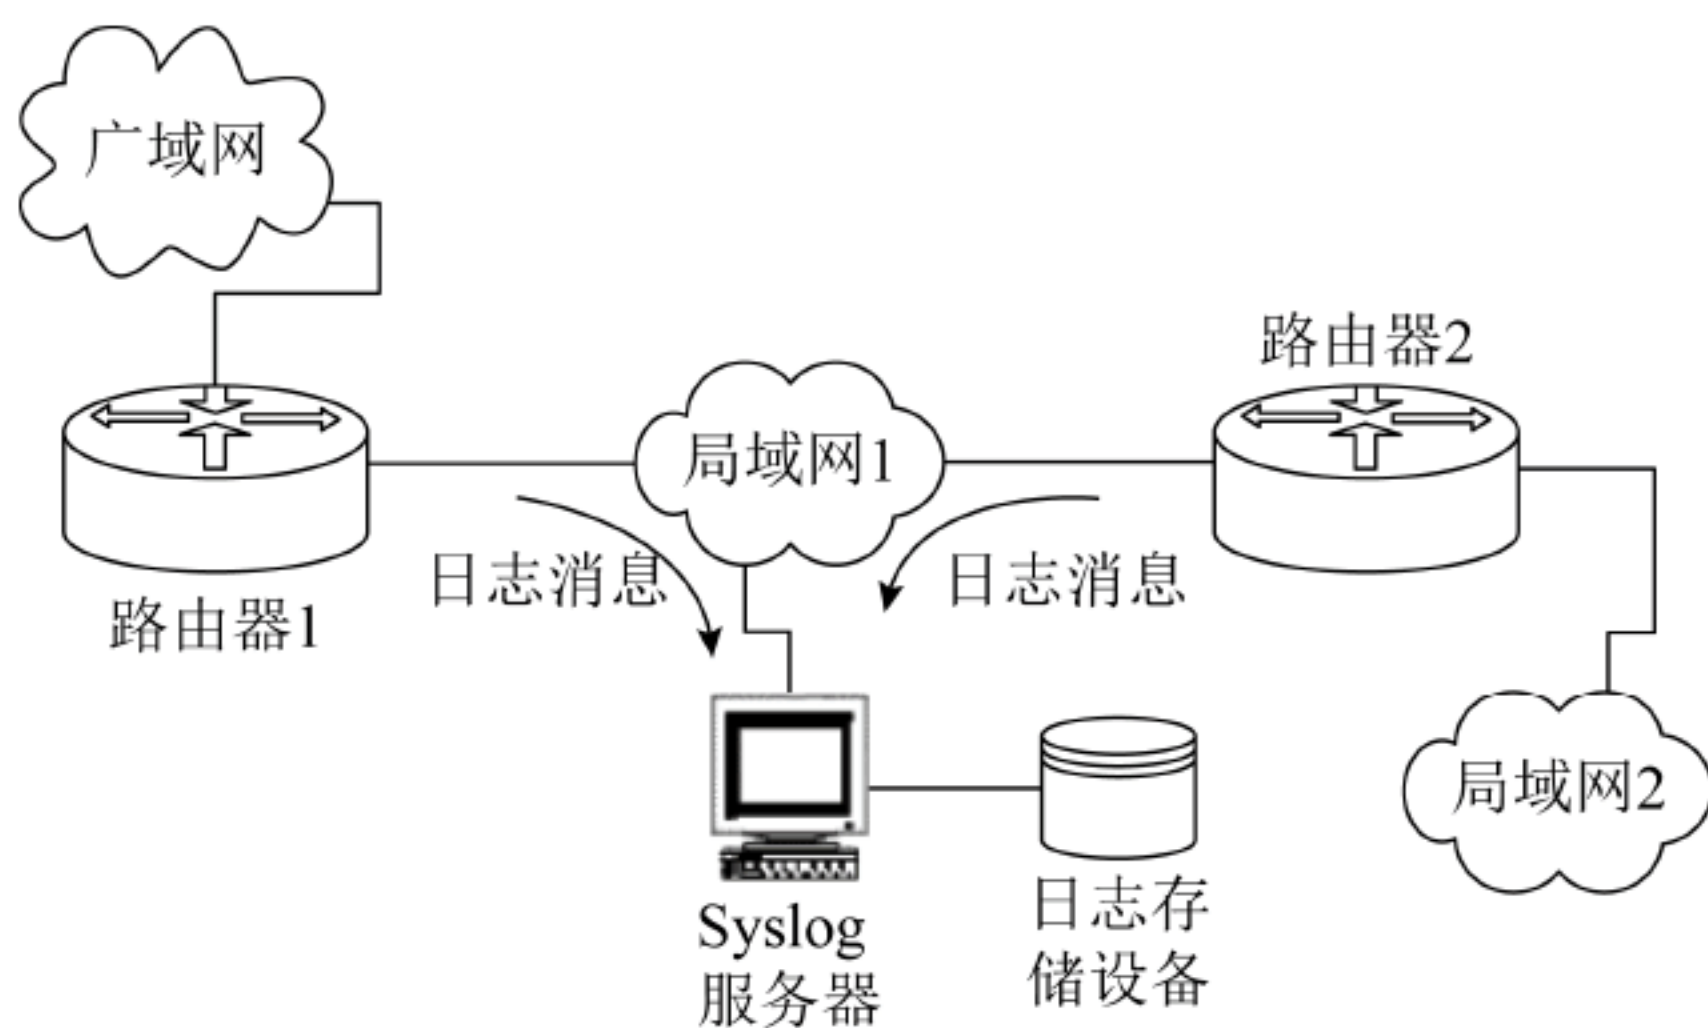 广域网
路由器2
局域网1
日志消息
日志消息
路由器1
局域网2
Syslog
服务器
日志存
储设备